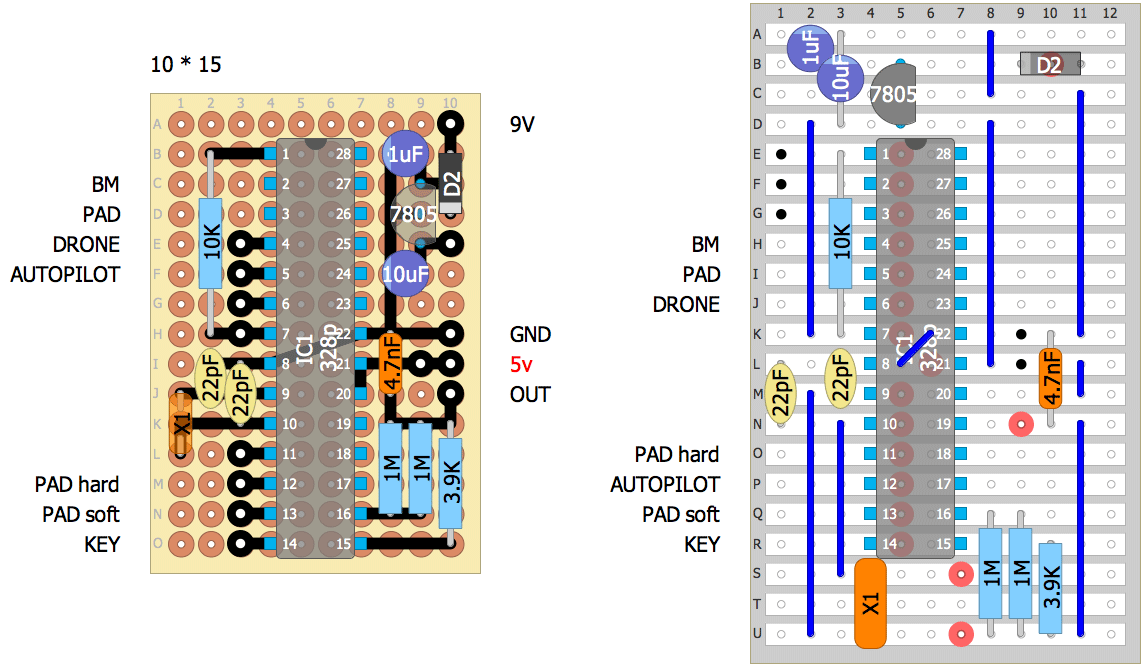 10 * 15
1 2 3 4 5 6 7 8 9 10
A
B
C
D
E
F
G
H
I
J
K
L
M
N
O
9V
BM
PAD
DRONE
AUTOPILOT
GND
5v
OUT
PAD hard
PAD soft
KEY
1 28
2 27
3 26
4 25
5 24
6 23
7 22
8 21
9 20
10 19
11 18
12 17
13 16
14 15
IC1
328p
10K
22pF
22pF
X1
1uF
7805
10uF
D2
4.7nF
1M
1M
3.9K
1 2 3 4 5 6 7 8 9 10 11 12
A
B
C
D
E
F
G
H
I
J
K
L
M
N
O
P
Q
R
S
T
U
BM
PAD
DRONE
PAD hard
AUTOPILOT
PAD soft
KEY
1uF
10uF
7805
D2
1 28
2 27
3 26
4 25
5 24
6 23
7 22
8 21
9 20
10 19
11 18
12 17
13 16
14 15
10K
22pF
22pF
4.7nF
X1
1M
1M
3.9K